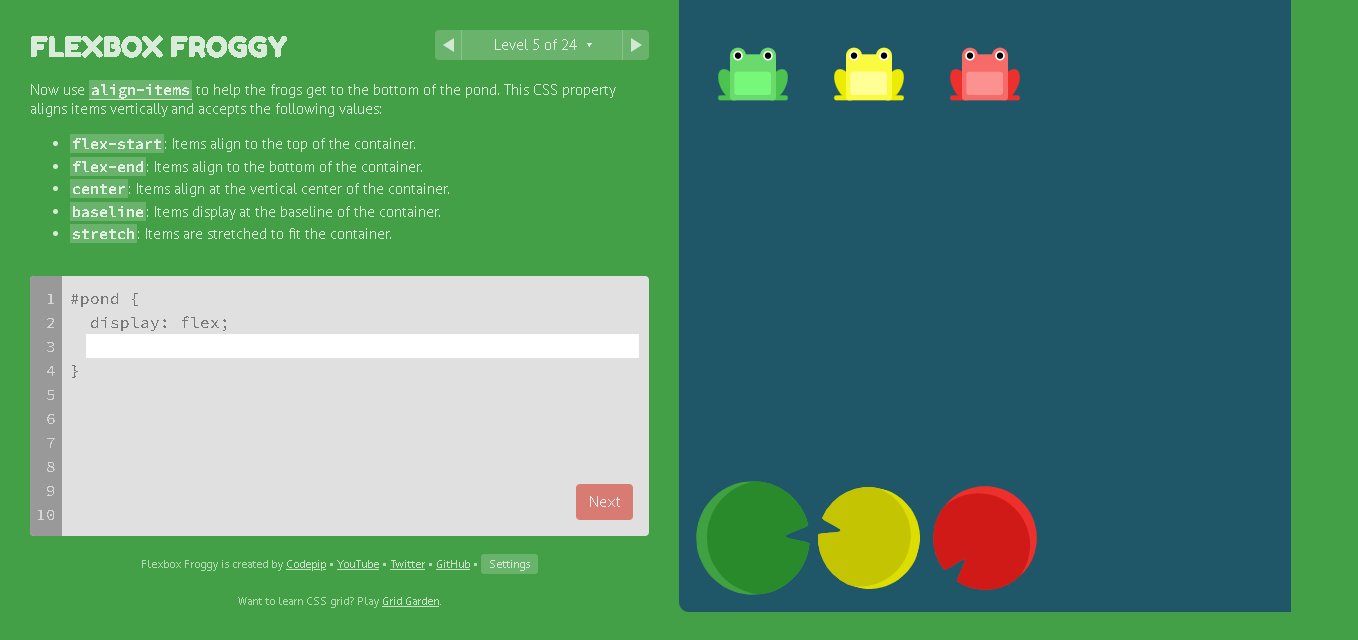 FLEXBOX FROGGY
◀ Level 5 of 24 ▼ ▶
Now use align-items to help the frogs get to the bottom of the pond. This CSS property
aligns items vertically and accepts the following values:
• flex-start: Items align to the top of the container.
• flex-end: Items align to the bottom of the container.
• center: Items align at the vertical center of the container.
• baseline: Items display at the baseline of the container.
• stretch: Items are stretched to fit the container.
1 #pond {
2 display: flex;
3
4 }
5
6
7
8
9
10
Next
Flexbox Froggy is created by Codepip • YouTube • Twitter • GitHub • Settings
Want to learn CSS grid? Play Grid Garden.